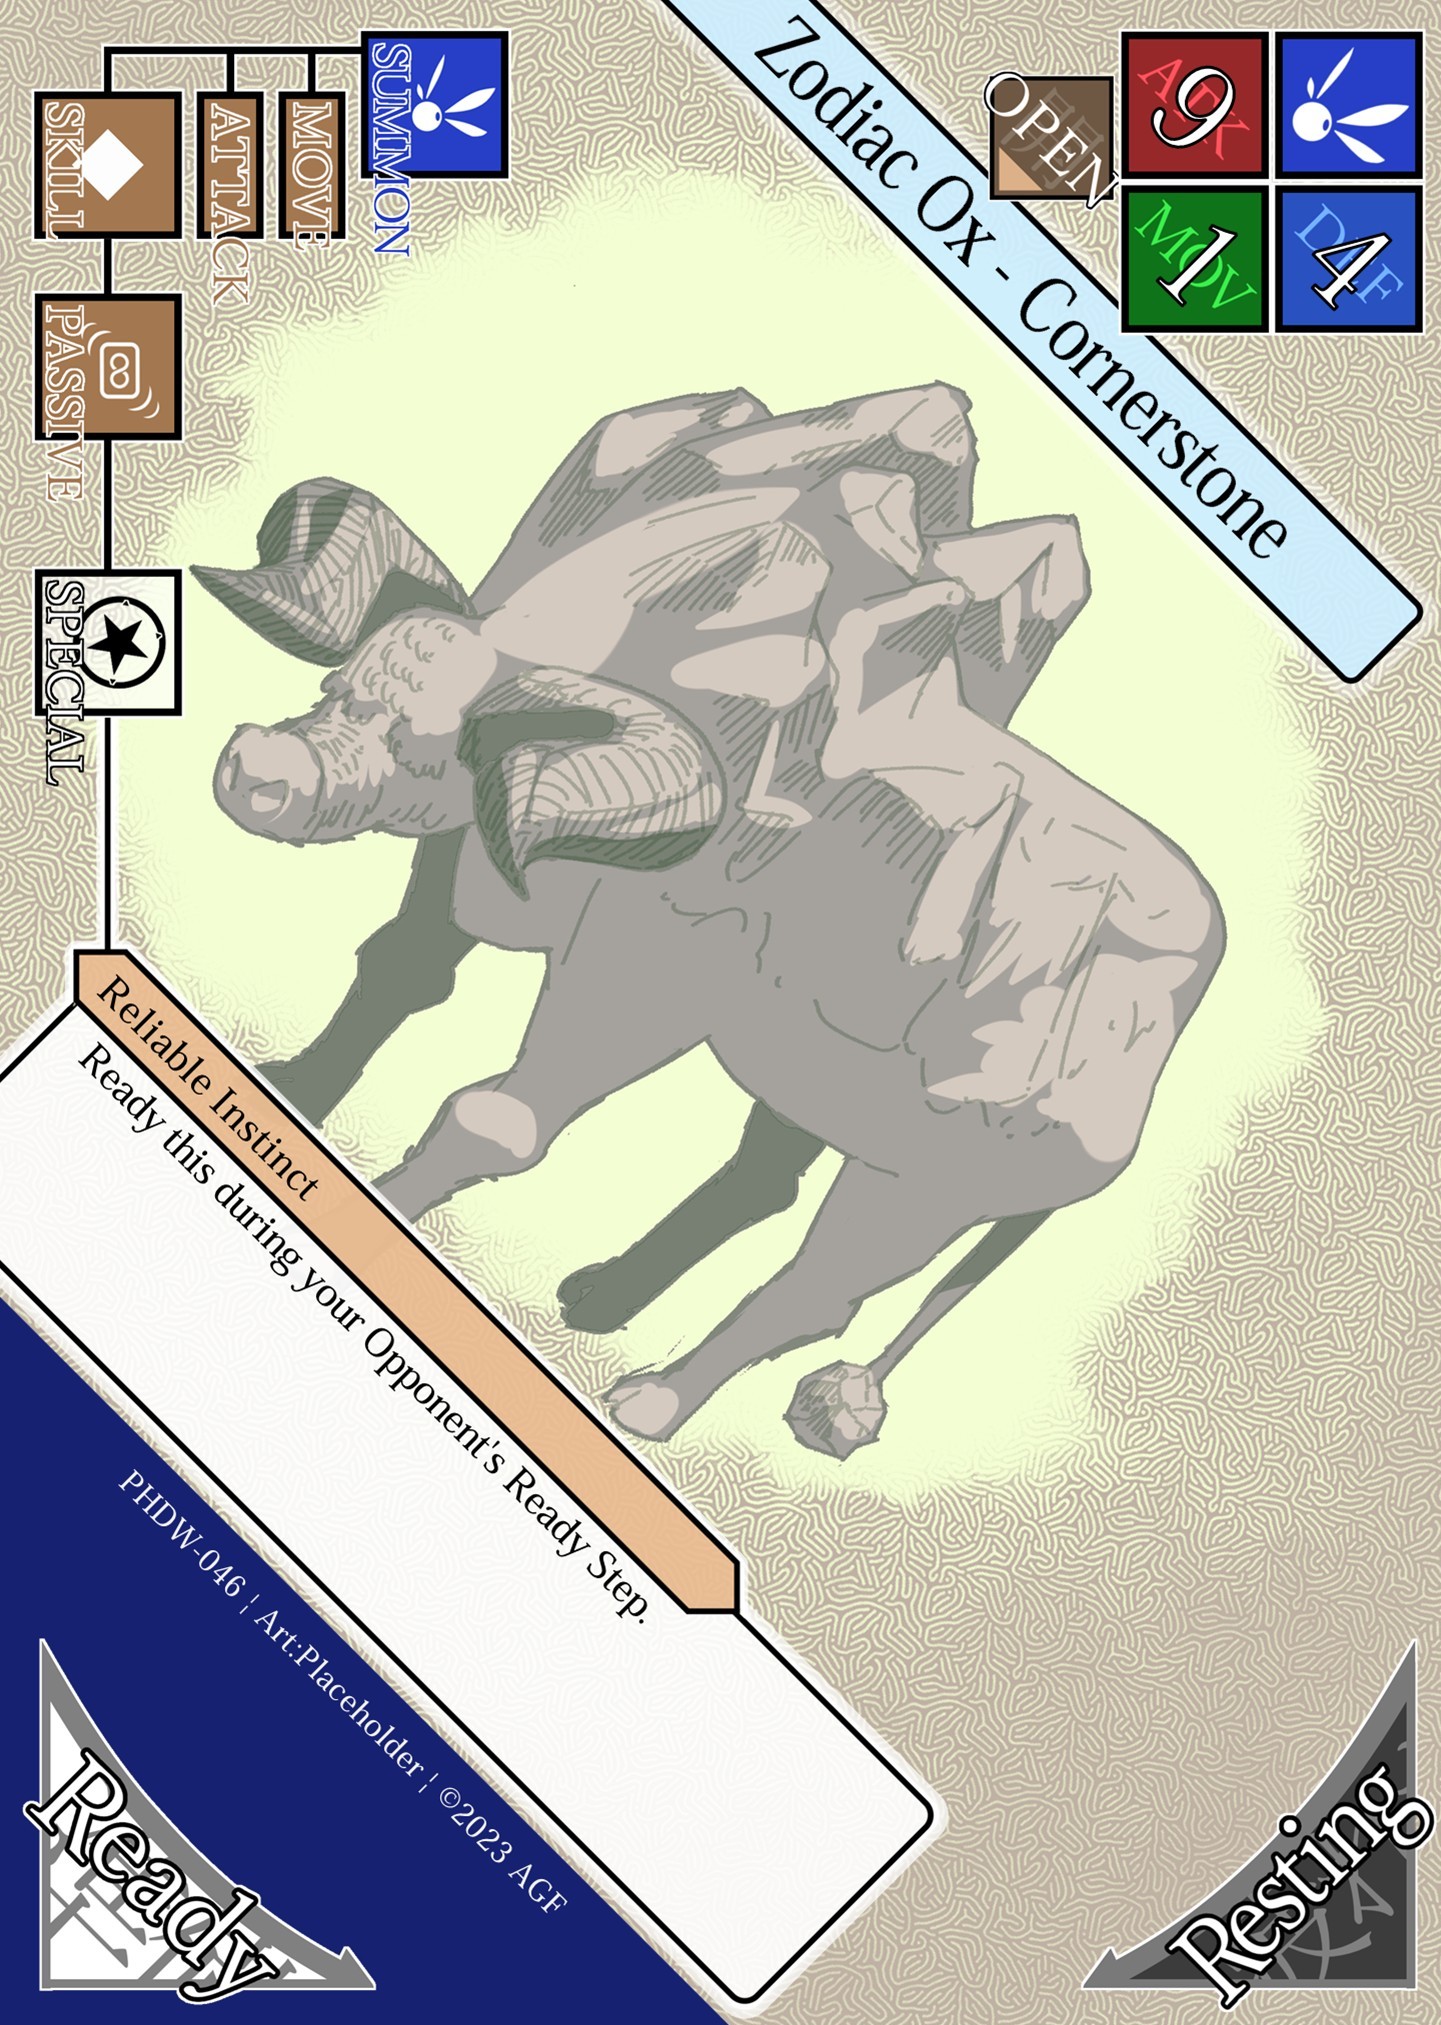 Zodiac Ox - Cornerstone
OPEN
ATK
9
MOV
1
DEF
4
SUMMON
MOVE
ATTACK
SKILL
PASSIVE
8
SPECIAL
Reliable Instinct
Ready this during your Opponent's Ready Step.
PHDW-046 ¦ Art:Placeholder ¦ ©2023 AGF
Ready
Resting